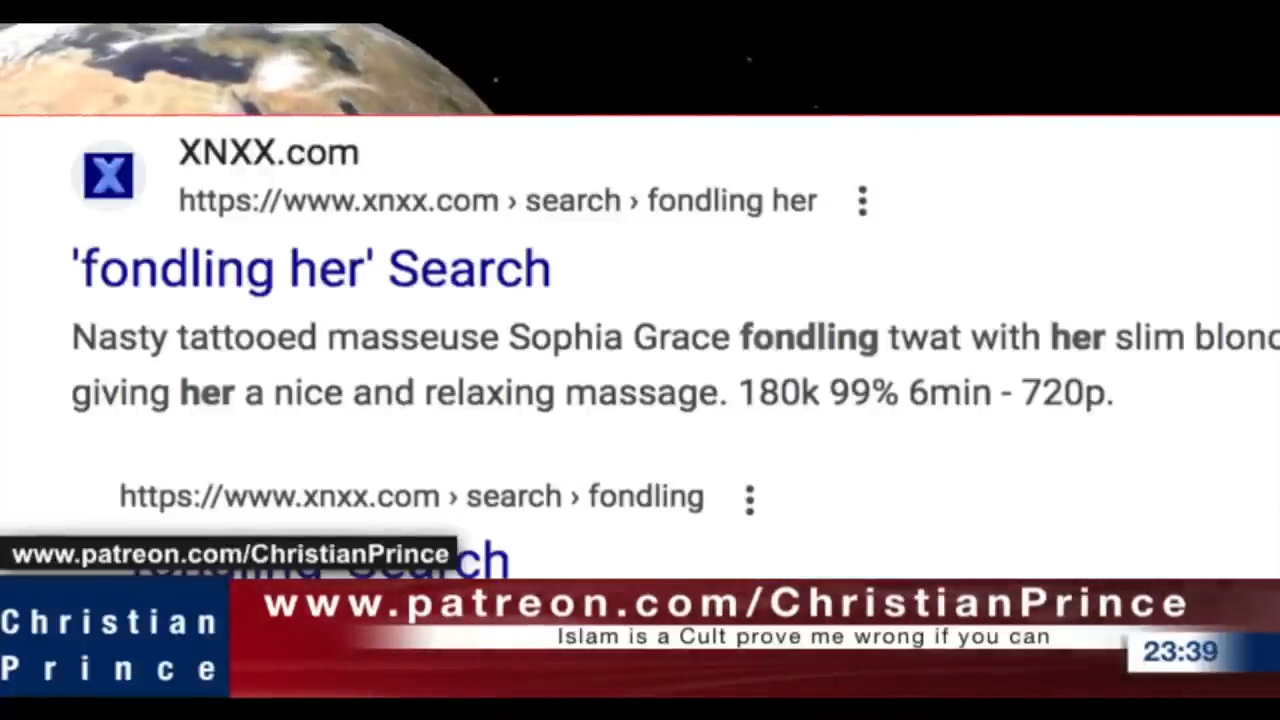 XNXX.com
https://www.xnxx.com › search › fondling her
'fondling her' Search
Nasty tattooed masseuse Sophia Grace fondling twat with her slim blond
giving her a nice and relaxing massage. 180k 99% 6min - 720p.
https://www.xnxx.com › search › fondling
www.patreon.com/ChristianPrince
'fondling' Search
www.patreon.com/ChristianPrince
Christian
Prince
Islam is a Cult prove me wrong if you can
23:39